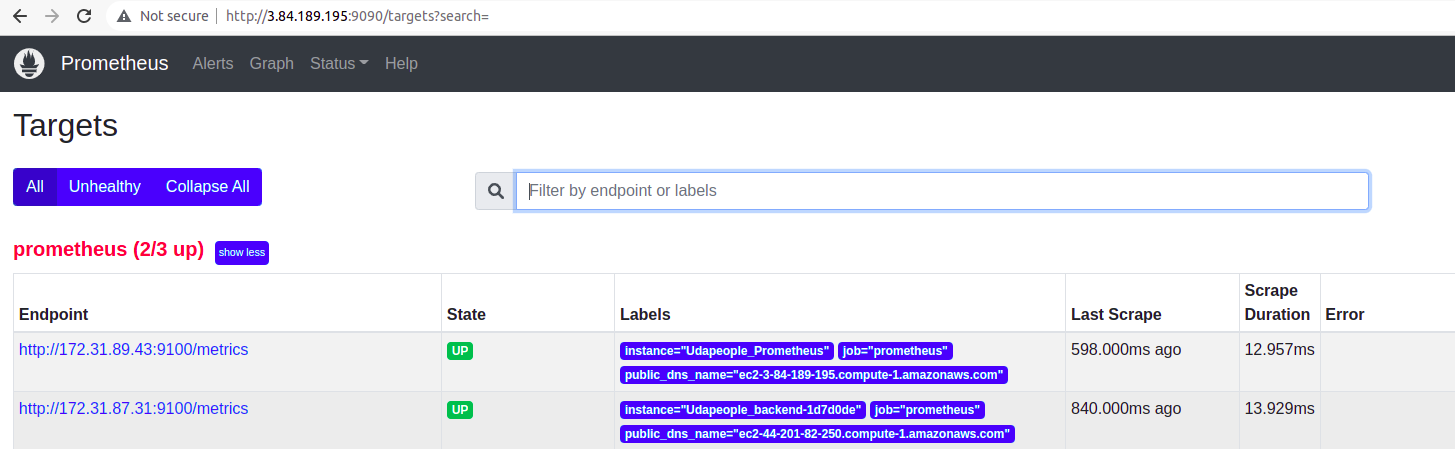 Not secure | http://3.84.189.195:9090/targets?search=
Prometheus Alerts Graph Status Help
Targets
All Unhealthy Collapse All Filter by endpoint or labels
prometheus (2/3 up) show less
Endpoint State Labels Last Scrape Scrape Duration Error
http://172.31.89.43:9100/metrics UP instance="Udapeople_Prometheus" job="prometheus" 598.000ms ago 12.957ms
public_dns_name="ec2-3-84-189-195.compute-1.amazonaws.com"
http://172.31.87.31:9100/metrics UP instance="Udapeople_backend-1d7d0de" job="prometheus" 840.000ms ago 13.929ms
public_dns_name="ec2-44-201-82-250.compute-1.amazonaws.com"